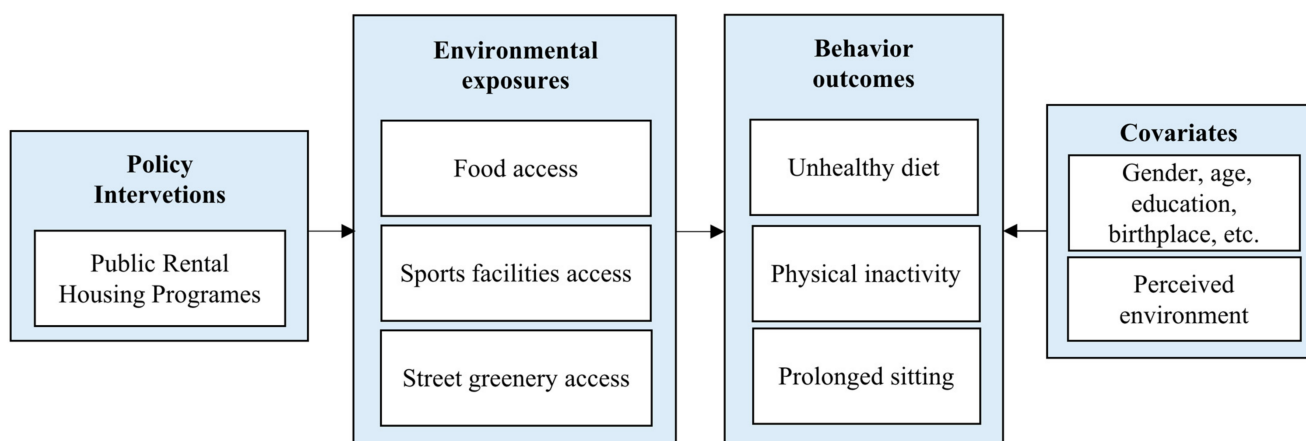 Policy
Intervetions
Public Rental
Housing Programes
Environmental
exposures
Food access
Sports facilities access
Street greenery access
Behavior
outcomes
Unhealthy diet
Physical inactivity
Prolonged sitting
Covariates
Gender, age,
education,
birthplace, etc.
Perceived
environment